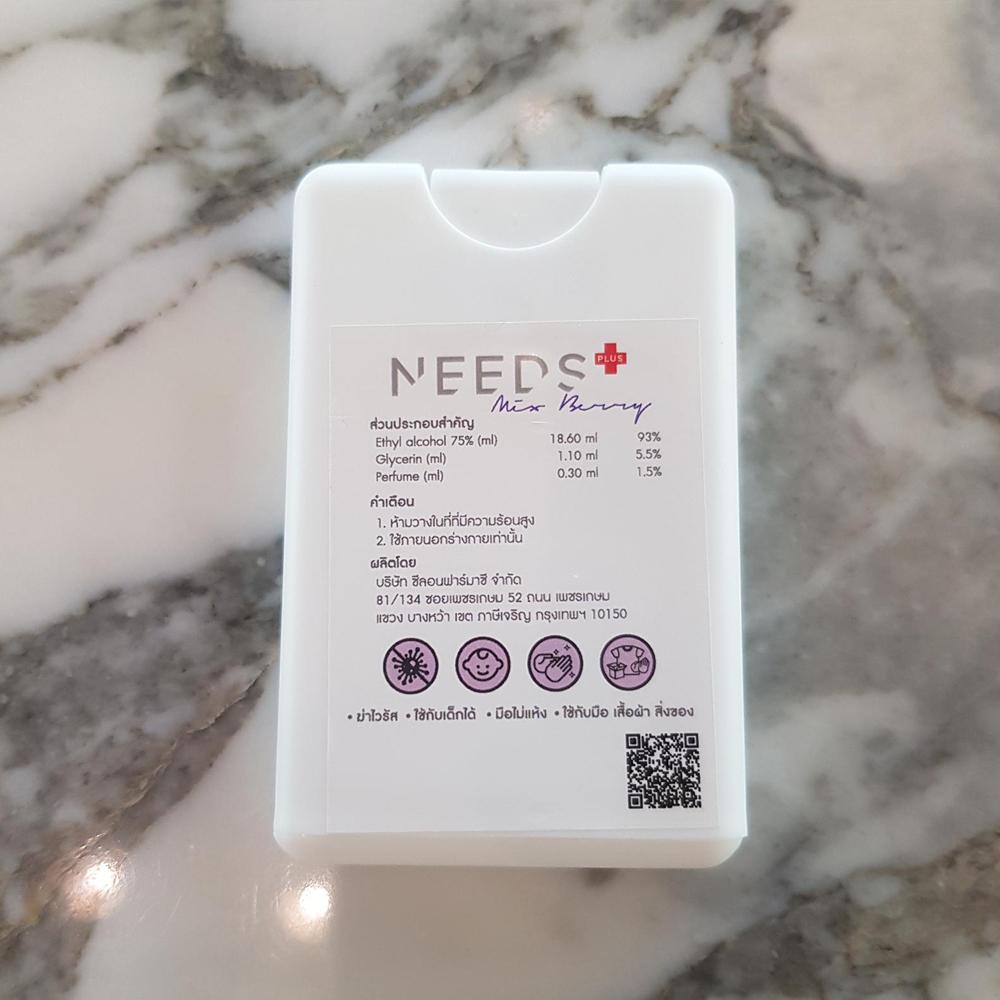 NEEDS PLUS
Mix Berry
ส่วนประกอบสำคัญ
Ethyl alcohol 75% (ml) 18.60 ml 93%
Glycerin (ml) 1.10 ml 5.5%
Perfume (ml) 0.30 ml 1.5%
คำเตือน
1. ห้ามวางในที่ที่มีความร้อนสูง
2. ใช้ภายนอกร่างกายเท่านั้น
ผลิตโดย
บริษัท ซีลอนฟาร์มาซี จำกัด
81/134 ซอยเพชรเกษม 52 ถนน เพชรเกษม
แขวง บางหว้า เขต ภาษีเจริญ กรุงเทพฯ 10150
• ฆ่าไวรัส • ใช้กับเด็กได้ • มือไม่แห้ง • ใช้กับมือ เสื้อผ้า สิ่งของ